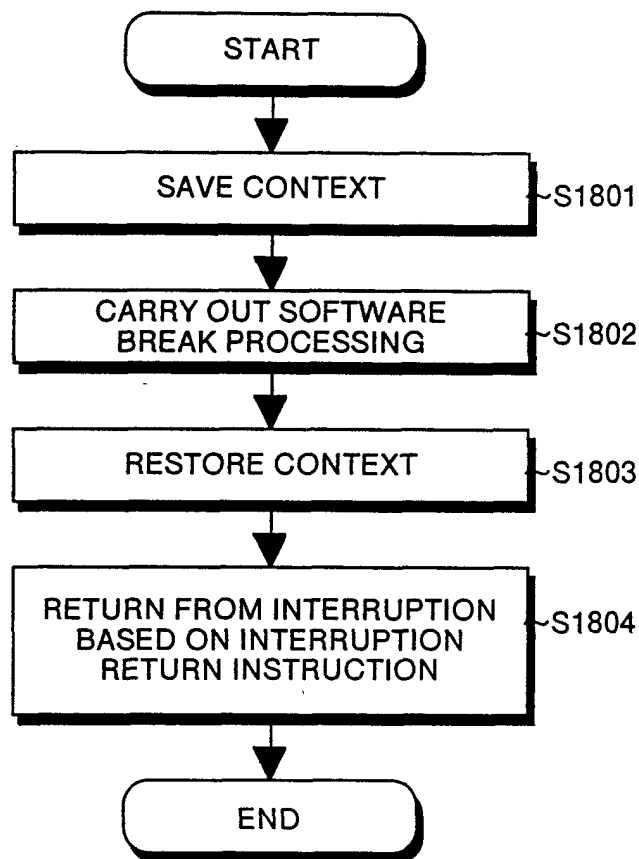 START
SAVE CONTEXT
S1801
CARRY OUT SOFTWARE
BREAK PROCESSING
S1802
RESTORE CONTEXT
S1803
RETURN FROM INTERRUPTION
BASED ON INTERRUPTION
RETURN INSTRUCTION
S1804
END